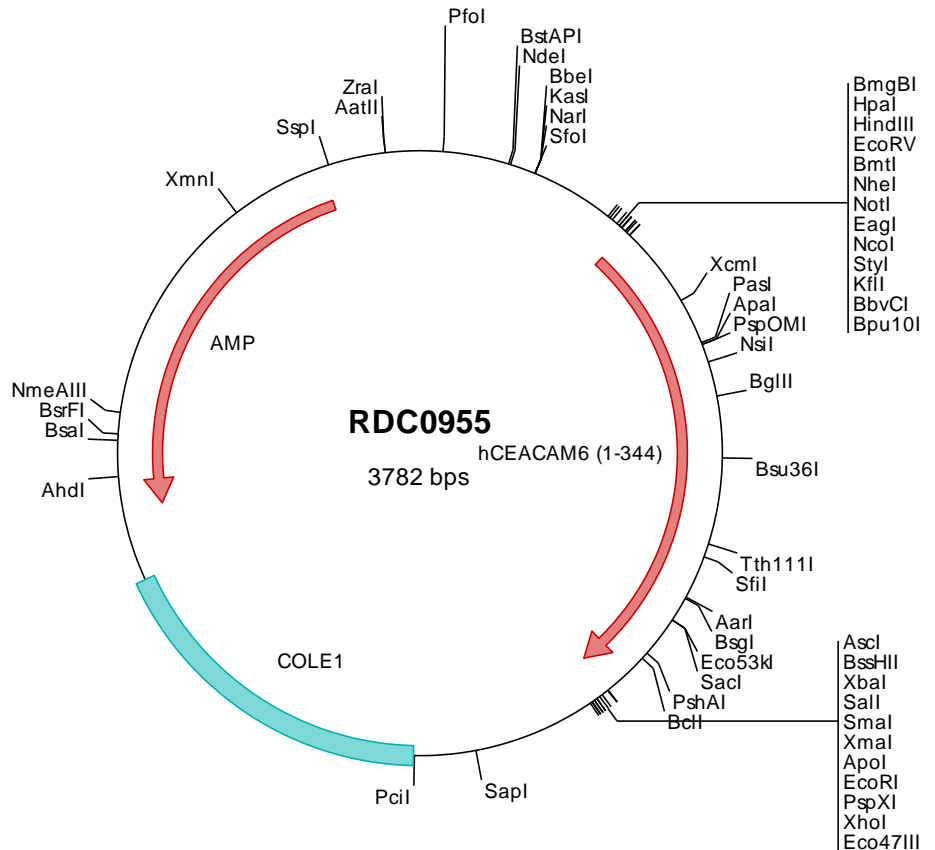 PfoI
BstAPI
NdeI
BbeI
KasI
NarI
SfoI
ZraI
AatII
SspI
XmnI
BmgBI
HpaI
HindIII
EcoRV
BmtI
NheI
NotI
EagI
NcoI
StyI
KflI
BbvCI
Bpu10I
XcmI
PasI
ApaI
PspOMI
NsiI
BglII
AMP
NmeAIII
BsrFI
BsaI
AhdI
RDC0955
3782 bps
hCEACAM6 (1-344)
Bsu36I
Tth111I
SfiI
AarI
BsgI
Eco53kI
SacI
PshAI
BclI
COLE1
AscI
BssHII
XbaI
SalI
SmaI
XmaI
ApoI
EcoRI
PspXI
XhoI
Eco47III
PciI
SapI